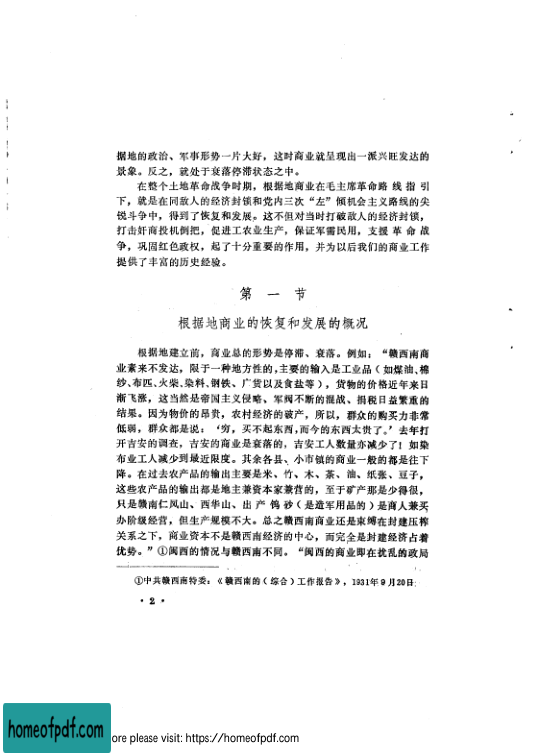 据地的政治、军事形势一片大好，这时商业就呈现出一派兴旺发达的
景象。反之，就处于衰落停滞状态之中。
在整个土地革命战争时期，根据地商业在毛主席革命路线指引
下，就是在同敌人的经济封锁和党内三次“左”倾机会主义路线的尖
锐斗争中，得到了恢复和发展。这不但对当时打破敌人的经济封锁，
打击奸商投机倒把，促进工农业生产，保证军需民用，支援革命战
争，巩固红色政权，起了十分重要的作用，并为以后我们的商业工作
提供了丰富的历史经验。
第一节
根据地商业的恢复和发展的概况
根据地建立前，商业总的形势是停滞、衰落。例如：“赣西南商
业素来不发达，限于一种地方性的，主要的输入是工业品（如煤油、棉
纱、布匹、火柴、染料、钢铁、广货以及食盐等），货物的价格近年来日
渐飞涨，这当然是帝国主义侵略、军阀不断的混战、捐税日益繁重的
结果。因为物价的昂贵，农村经济的破产，所以，群众的购买力非常
低弱，群众都是说：‘穷，买不起东西，而今的东西太贵了。’去年打
开吉安的调查，吉安的商业是衰落的，吉安工人数量亦减少了！如染
布业工人减少到最近限度。其余各县、小市镇的商业一般的都是往下
降。在过去农产品的输出主要是米、竹、木、茶、油、纸张、豆子，
这些农产品的输出都是地主兼资本家兼营的，至于矿产那是少得很，
只是赣南仁凤山、西华山、出产钨砂（是造军用品的）是商人兼买
办阶级经营，但生产规模不大。总之赣西南商业还是束缚在封建压榨
关系之下，商业资本不是赣西南经济的中心，而完全是封建经济占着
优势。”①闽西的情况与赣西南不同。“闽西的商业即在扰乱的政局
①中共赣西南特委：《赣西南的（综合）工作报告》，1931年9月20日
·2·
homeofpdf.com
ore please visit: https://homeofpdf.com